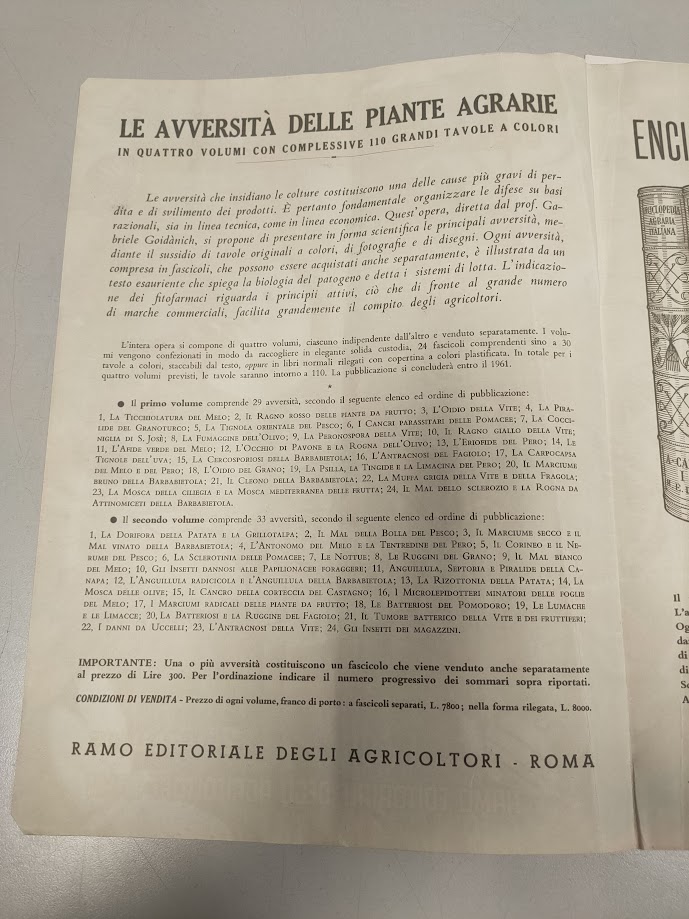 LE AVVERSITÀ DELLE PIANTE AGRARIE
IN QUATTRO VOLUMI CON COMPLESSIVE 110 GRANDI TAVOLE A COLORI
Le avversità che insidiano le colture costituiscono una delle cause più gravi di per-
dita e di svilimento dei prodotti. È pertanto fondamentale organizzare le difese su basi
razionali, sia in linea tecnica, come in linea economica. Quest'opera, diretta dal prof. Ga-
briele Goidànich, si propone di presentare in forma scientifica le principali avversità, me-
diante il sussidio di tavole originali a colori, di fotografie e di disegni. Ogni avversità,
compresa in fascicoli, che possono essere acquistati anche separatamente, è illustrata da un
testo esauriente che spiega la biologia del patogeno e detta i sistemi di lotta. L'indicazio-
ne dei fitofarmaci riguarda i principii attivi, ciò che di fronte al grande numero
di marche commerciali, facilita grandemente il compito degli agricoltori.
L'intera opera si compone di quattro volumi, ciascuno indipendente dall'altro e venduto separatamente. I volu-
mi vengono confezionati in modo da raccogliere in elegante solida custodia, 24 fascicoli comprendenti sino a 30
tavole a colori, staccabili dal testo, oppure in libri normali rilegati con copertina a colori plastificata. In totale per i
quattro volumi previsti, le tavole saranno intorno a 110. La pubblicazione si concluderà entro il 1961.
*
● Il primo volume comprende 29 avversità, secondo il seguente elenco ed ordine di pubblicazione:
1, La Ticchiolatura del Melo; 2, Il Ragno rosso delle piante da frutto; 3, L'Oidio della Vite; 4, La Pira-
lide del Granoturco; 5, La Tignola orientale del Pesco; 6, I Cancri parassitari delle Pomacee; 7, La Cocci-
niglia di S. Josè; 8, La Fumaggine dell'Olivo; 9, La Peronospora della Vite; 10, Il Ragno giallo della Vite;
11, L'Afide verde del Melo; 12, L'Occhio di Pavone e la Rogna dell'Olivo; 13, L'Eriofide del Pero; 14, Le
Tignole dell'uva; 15, La Cercosporiosi della Barbabietola; 16, L'Antracnosi del Fagiolo; 17, La Carpocapsa
del Melo e del Pero; 18, L'Oidio del Grano; 19, La Psilla, la Tingide e la Limacina del Pero; 20, Il Marciume
bruno della Barbabietola; 21, Il Cleono della Barbabietola; 22, La Muffa grigia della Vite e della Fragola;
23, La Mosca della ciliegia e la Mosca mediterranea delle frutta; 24, Il Mal dello sclerozio e la Rogna da
Attinomiceti della Barbabietola.
● Il secondo volume comprende 33 avversità, secondo il seguente elenco ed ordine di pubblicazione:
1, La Dorifora della Patata e la Grillotalpa; 2, Il Mal della Bolla del Pesco; 3, Il Marciume secco e il
Mal vinato della Barbabietola; 4, L'Antonomo del Melo e la Tentredine del Pero; 5, Il Corineo e il Ne-
rume del Pesco; 6, La Sclerotinia delle Pomacee; 7, Le Nottue; 8, Le Ruggini del Grano; 9, Il Mal bianco
del Melo; 10, Gli Insetti dannosi alle Papilionacee foraggere; 11, Anguillula, Septoria e Piralide della Ca-
napa; 12, L'Anguillula radicicola e l'Anguillula della Barbabietola; 13, La Rizottonia della Patata; 14, La
Mosca delle olive; 15, Il Cancro della corteccia del Castagno; 16, I Microlepidotteri minatori delle foglie
del Melo; 17, I Marciumi radicali delle piante da frutto; 18, Le Batteriosi del Pomodoro; 19, Le Lumache
e le Limacce; 20, La Batteriosi e la Ruggine del Fagiolo; 21, Il Tumore batterico della Vite e dei fruttiferi;
22, I danni da Uccelli; 23, L'Antracnosi della Vite; 24, Gli Insetti dei magazzini.
IMPORTANTE: Una o più avversità costituiscono un fascicolo che viene venduto anche separatamente
al prezzo di Lire 300. Per l'ordinazione indicare il numero progressivo dei sommari sopra riportati.
CONDIZIONI DI VENDITA - Prezzo di ogni volume, franco di porto: a fascicoli separati, L. 7800; nella forma rilegata, L. 8000.
RAMO EDITORIALE DEGLI AGRICOLTORI - ROMA
ENCI
ENCICLOPEDIA
AGRARIA
ITALIANA
A-CA
I
R.E.D
Il
L'a
Og
da
di
di
Se
A